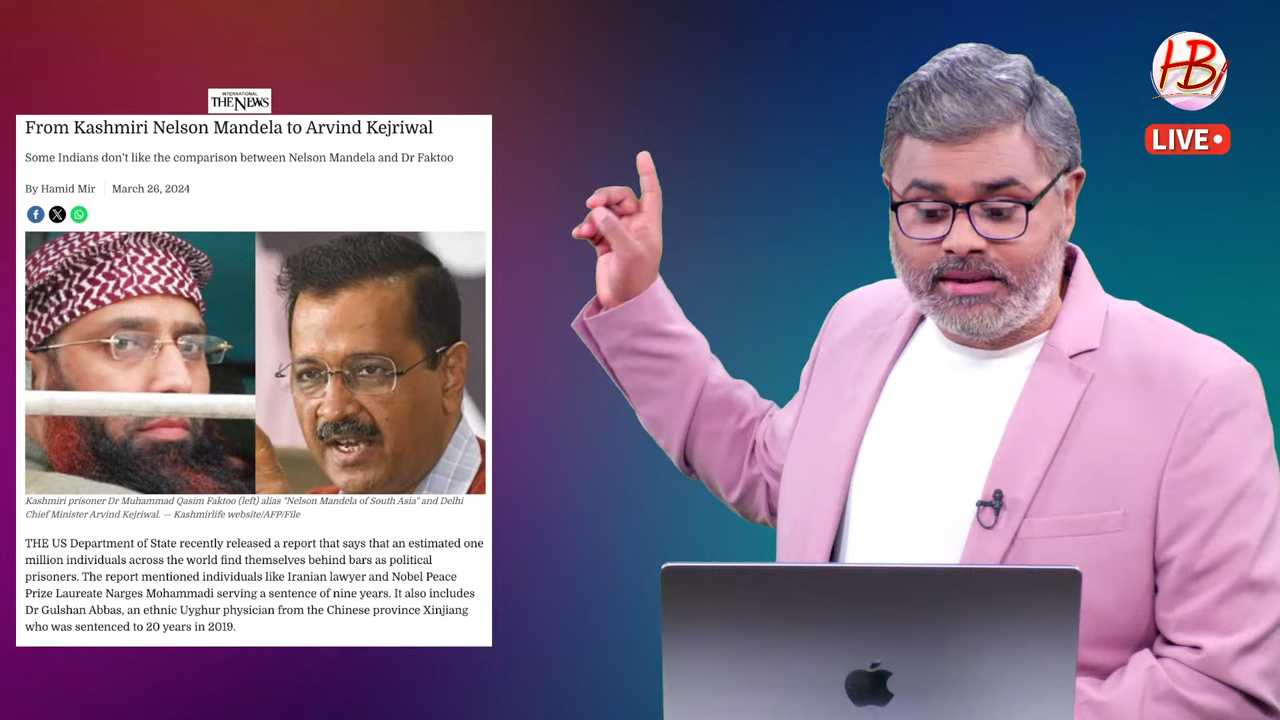 INTERNATIONAL
THE NEWS
From Kashmiri Nelson Mandela to Arvind Kejriwal
Some Indians don't like the comparison between Nelson Mandela and Dr Faktoo
By Hamid Mir March 26, 2024
Kashmiri prisoner Dr Muhammad Qasim Faktoo (left) alias "Nelson Mandela of South Asia" and Delhi
Chief Minister Arvind Kejriwal. — Kashmirlife website/AFP/File
THE US Department of State recently released a report that says that an estimated one
million individuals across the world find themselves behind bars as political
prisoners. The report mentioned individuals like Iranian lawyer and Nobel Peace
Prize Laureate Narges Mohammadi serving a sentence of nine years. It also includes
Dr Gulshan Abbas, an ethnic Uyghur physician from the Chinese province Xinjiang
who was sentenced to 20 years in 2019.
HBI
LIVE